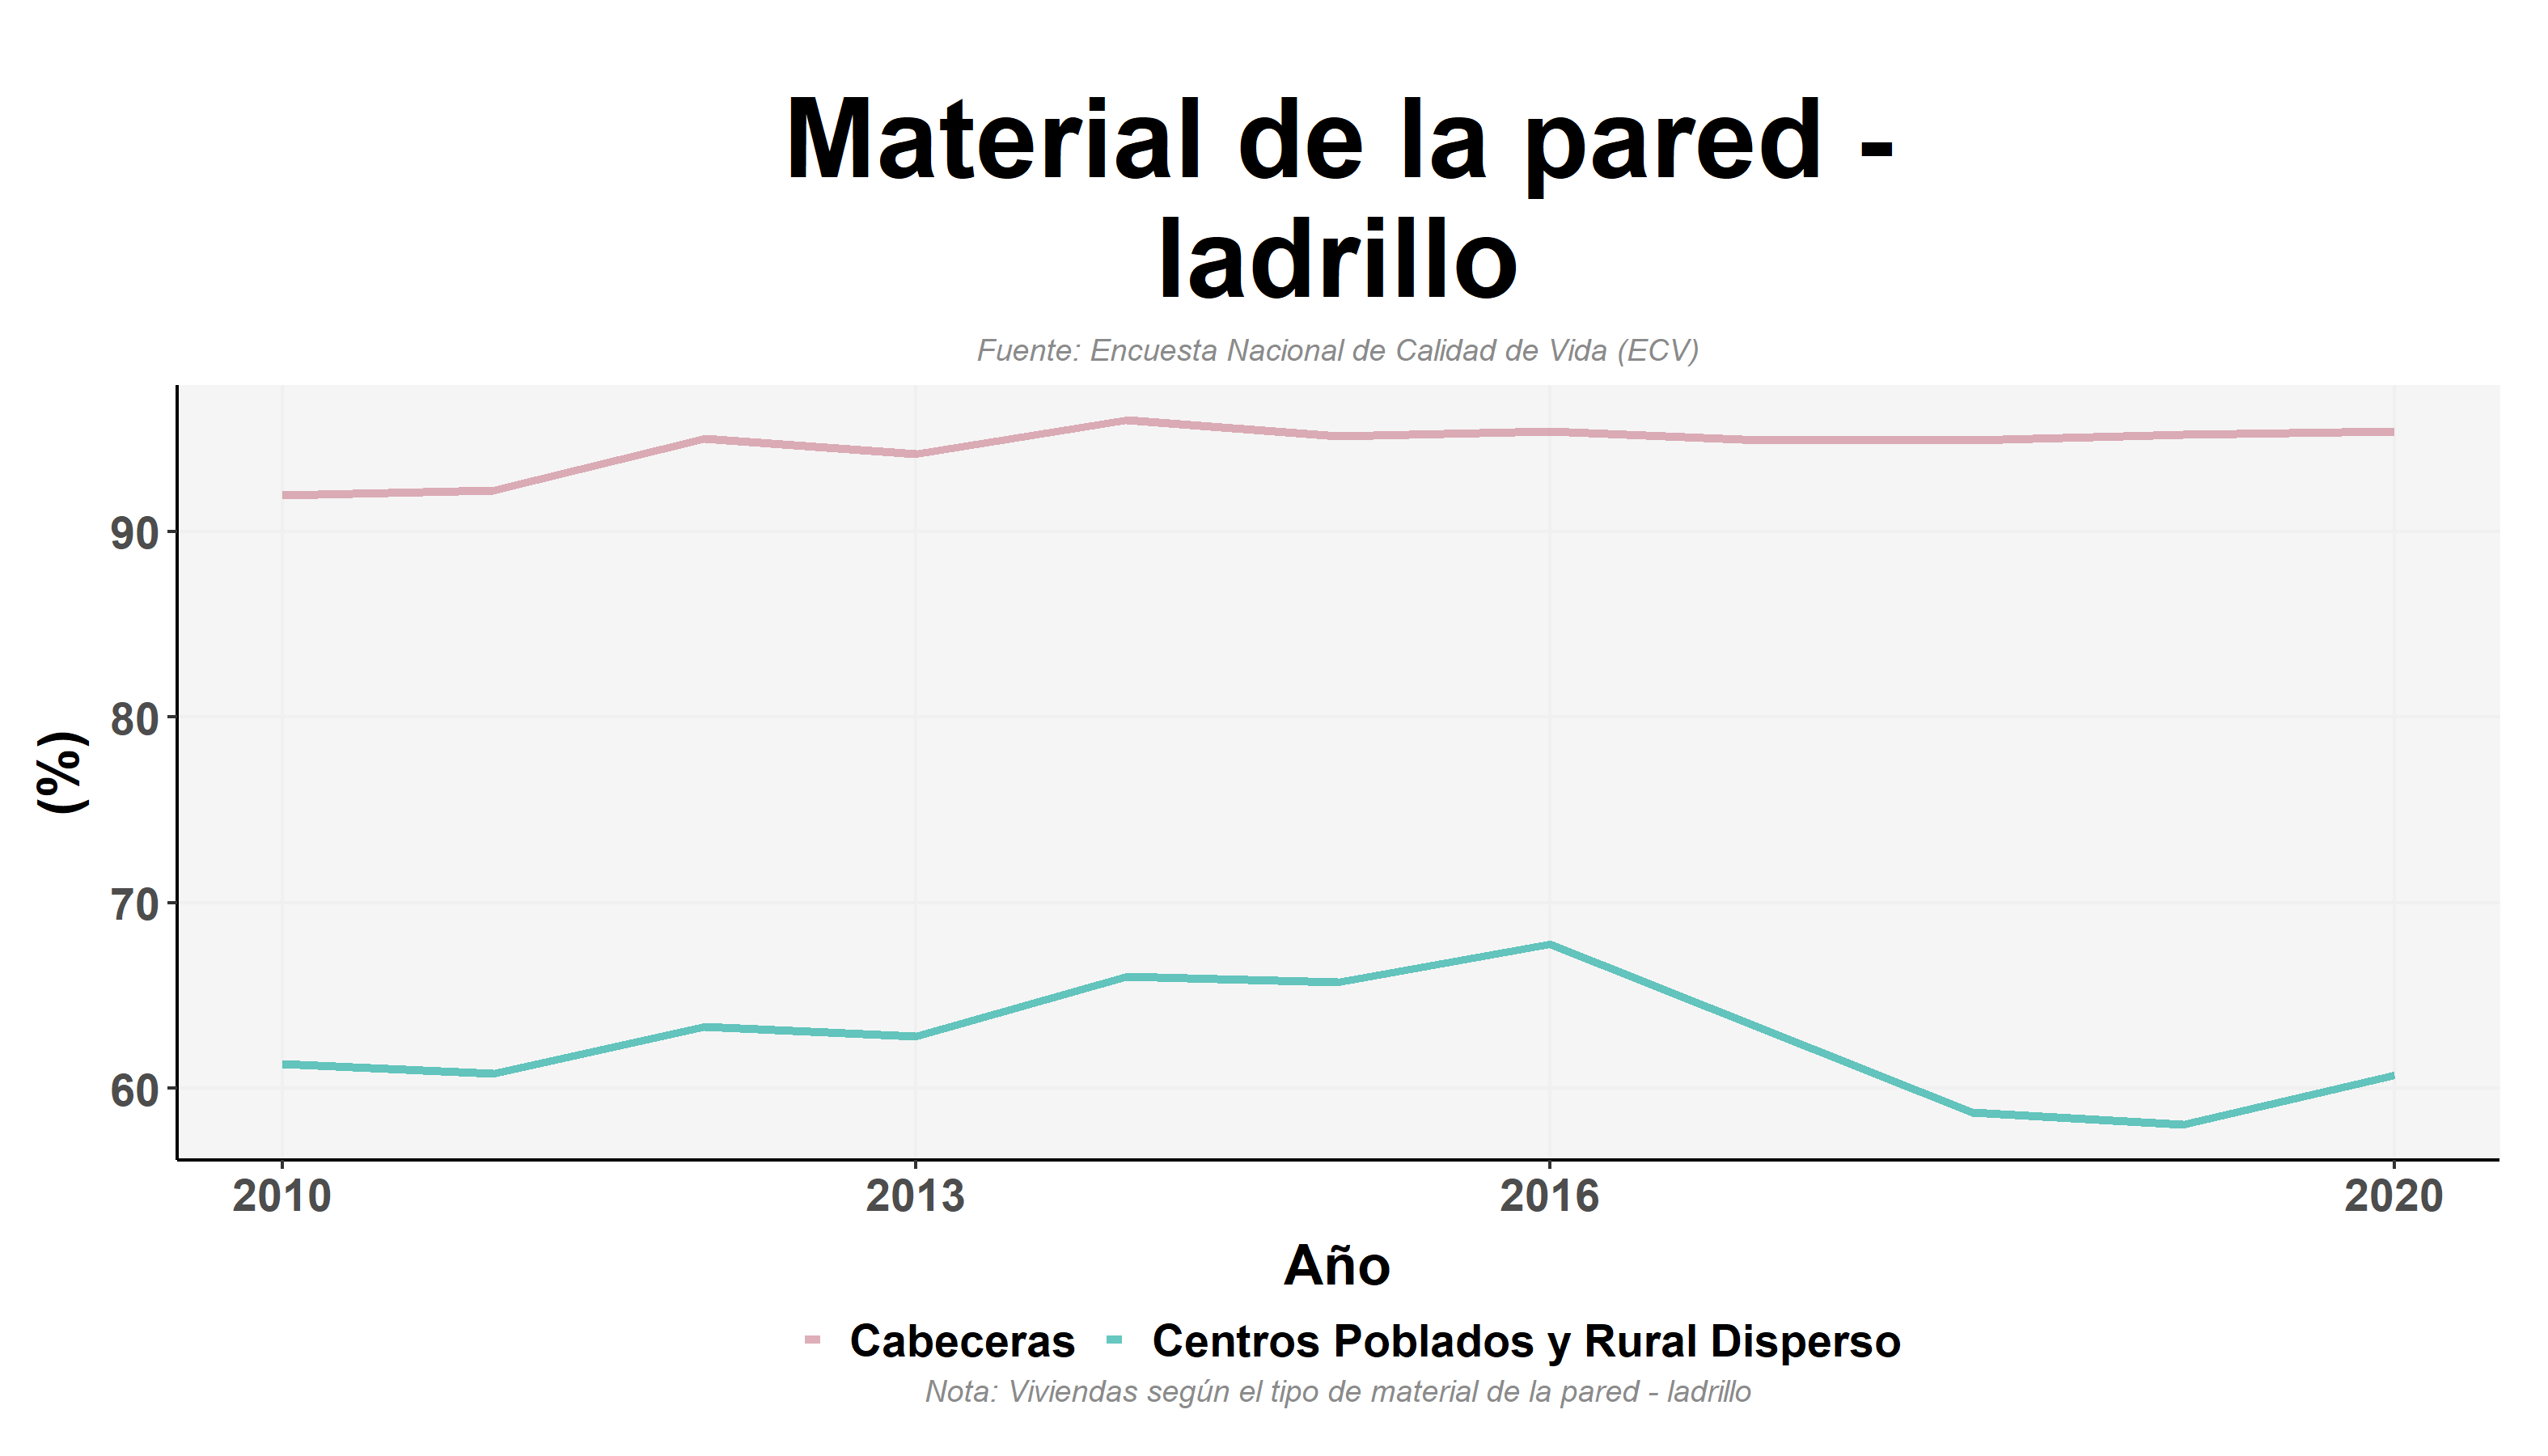 Material de la pared -
ladrillo
Fuente: Encuesta Nacional de Calidad de Vida (ECV)
(%)
90
80
70
60
2010 2013 2016 2020
Año
Cabeceras Centros Poblados y Rural Disperso
Nota: Viviendas según el tipo de material de la pared - ladrillo